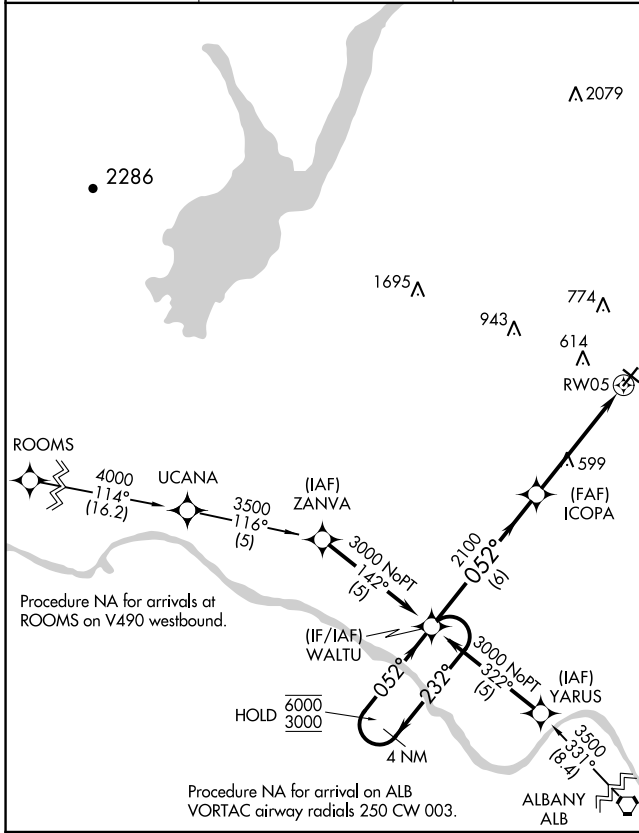 2079
2286
1695
774
943
614
RW05
ROOMS
4000
114°
(16.2)
UCANA
3500
116°
(5)
(IAF)
ZANVA
599
(FAF)
ICOPA
3000 NoPT
142°
(5)
2100
052°
(6)
Procedure NA for arrivals at
ROOMS on V490 westbound.
(IF/IAF)
WALTU
052°
232°
3000 NoPT
322°
(5)
(IAF)
YARUS
HOLD
6000
3000
4 NM
3500
331°
(8.4)
Procedure NA for arrival on ALB
VORTAC airway radials 250 CW 003.
ALBANY
ALB